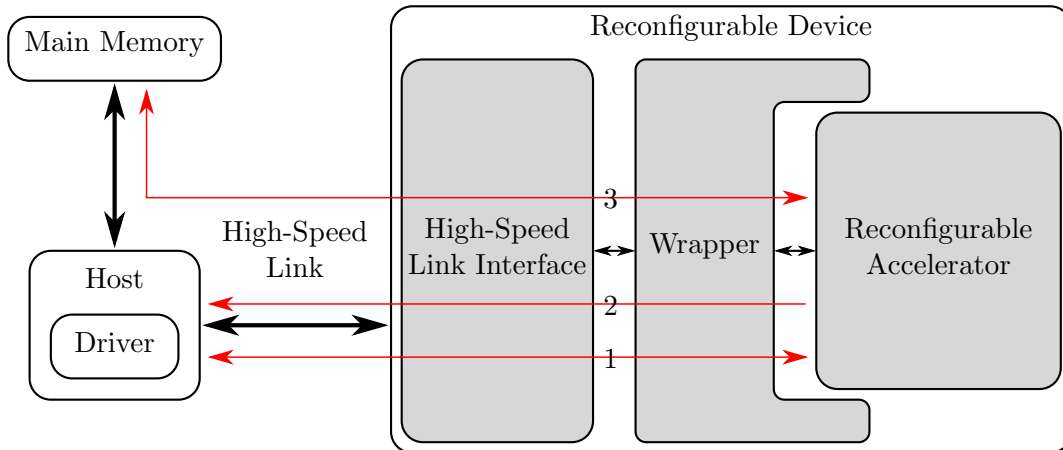 Reconfigurable Device
Main Memory
3
High-Speed
Link
High-Speed
Link Interface
Wrapper
Reconfigurable
Accelerator
Host
2
Driver
1